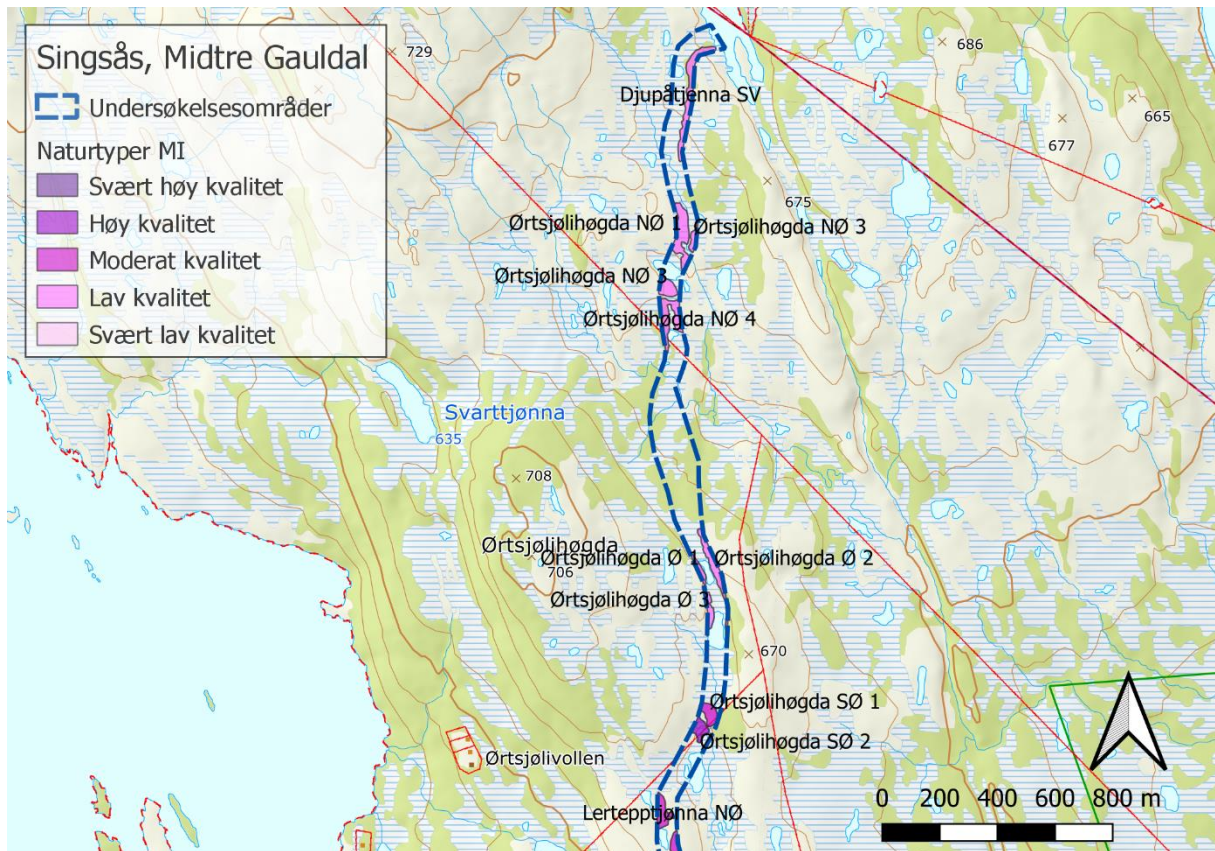 Singsås, Midtre Gauldal
Undersøkelsesområder
Naturtyper MI
Svært høy kvalitet
Høy kvalitet
Moderat kvalitet
Lav kvalitet
Svært lav kvalitet
729
686
665
677
675
Djupåtjenna SV
Ørtsjølihøgda NØ 1
Ørtsjølihøgda NØ 3
Ørtsjølihøgda NØ 3
Ørtsjølihøgda NØ 4
Svarttjønna
635
708
Ørtsjølihøgda
706
Ørtsjølihøgda Ø 1
Ørtsjølihøgda Ø 2
Ørtsjølihøgda Ø 3
670
Ørtsjølihøgda SØ 1
Ørtsjølihøgda SØ 2
Ørtsjølivollen
Lertepptjønna NØ
0 200 400 600 800 m